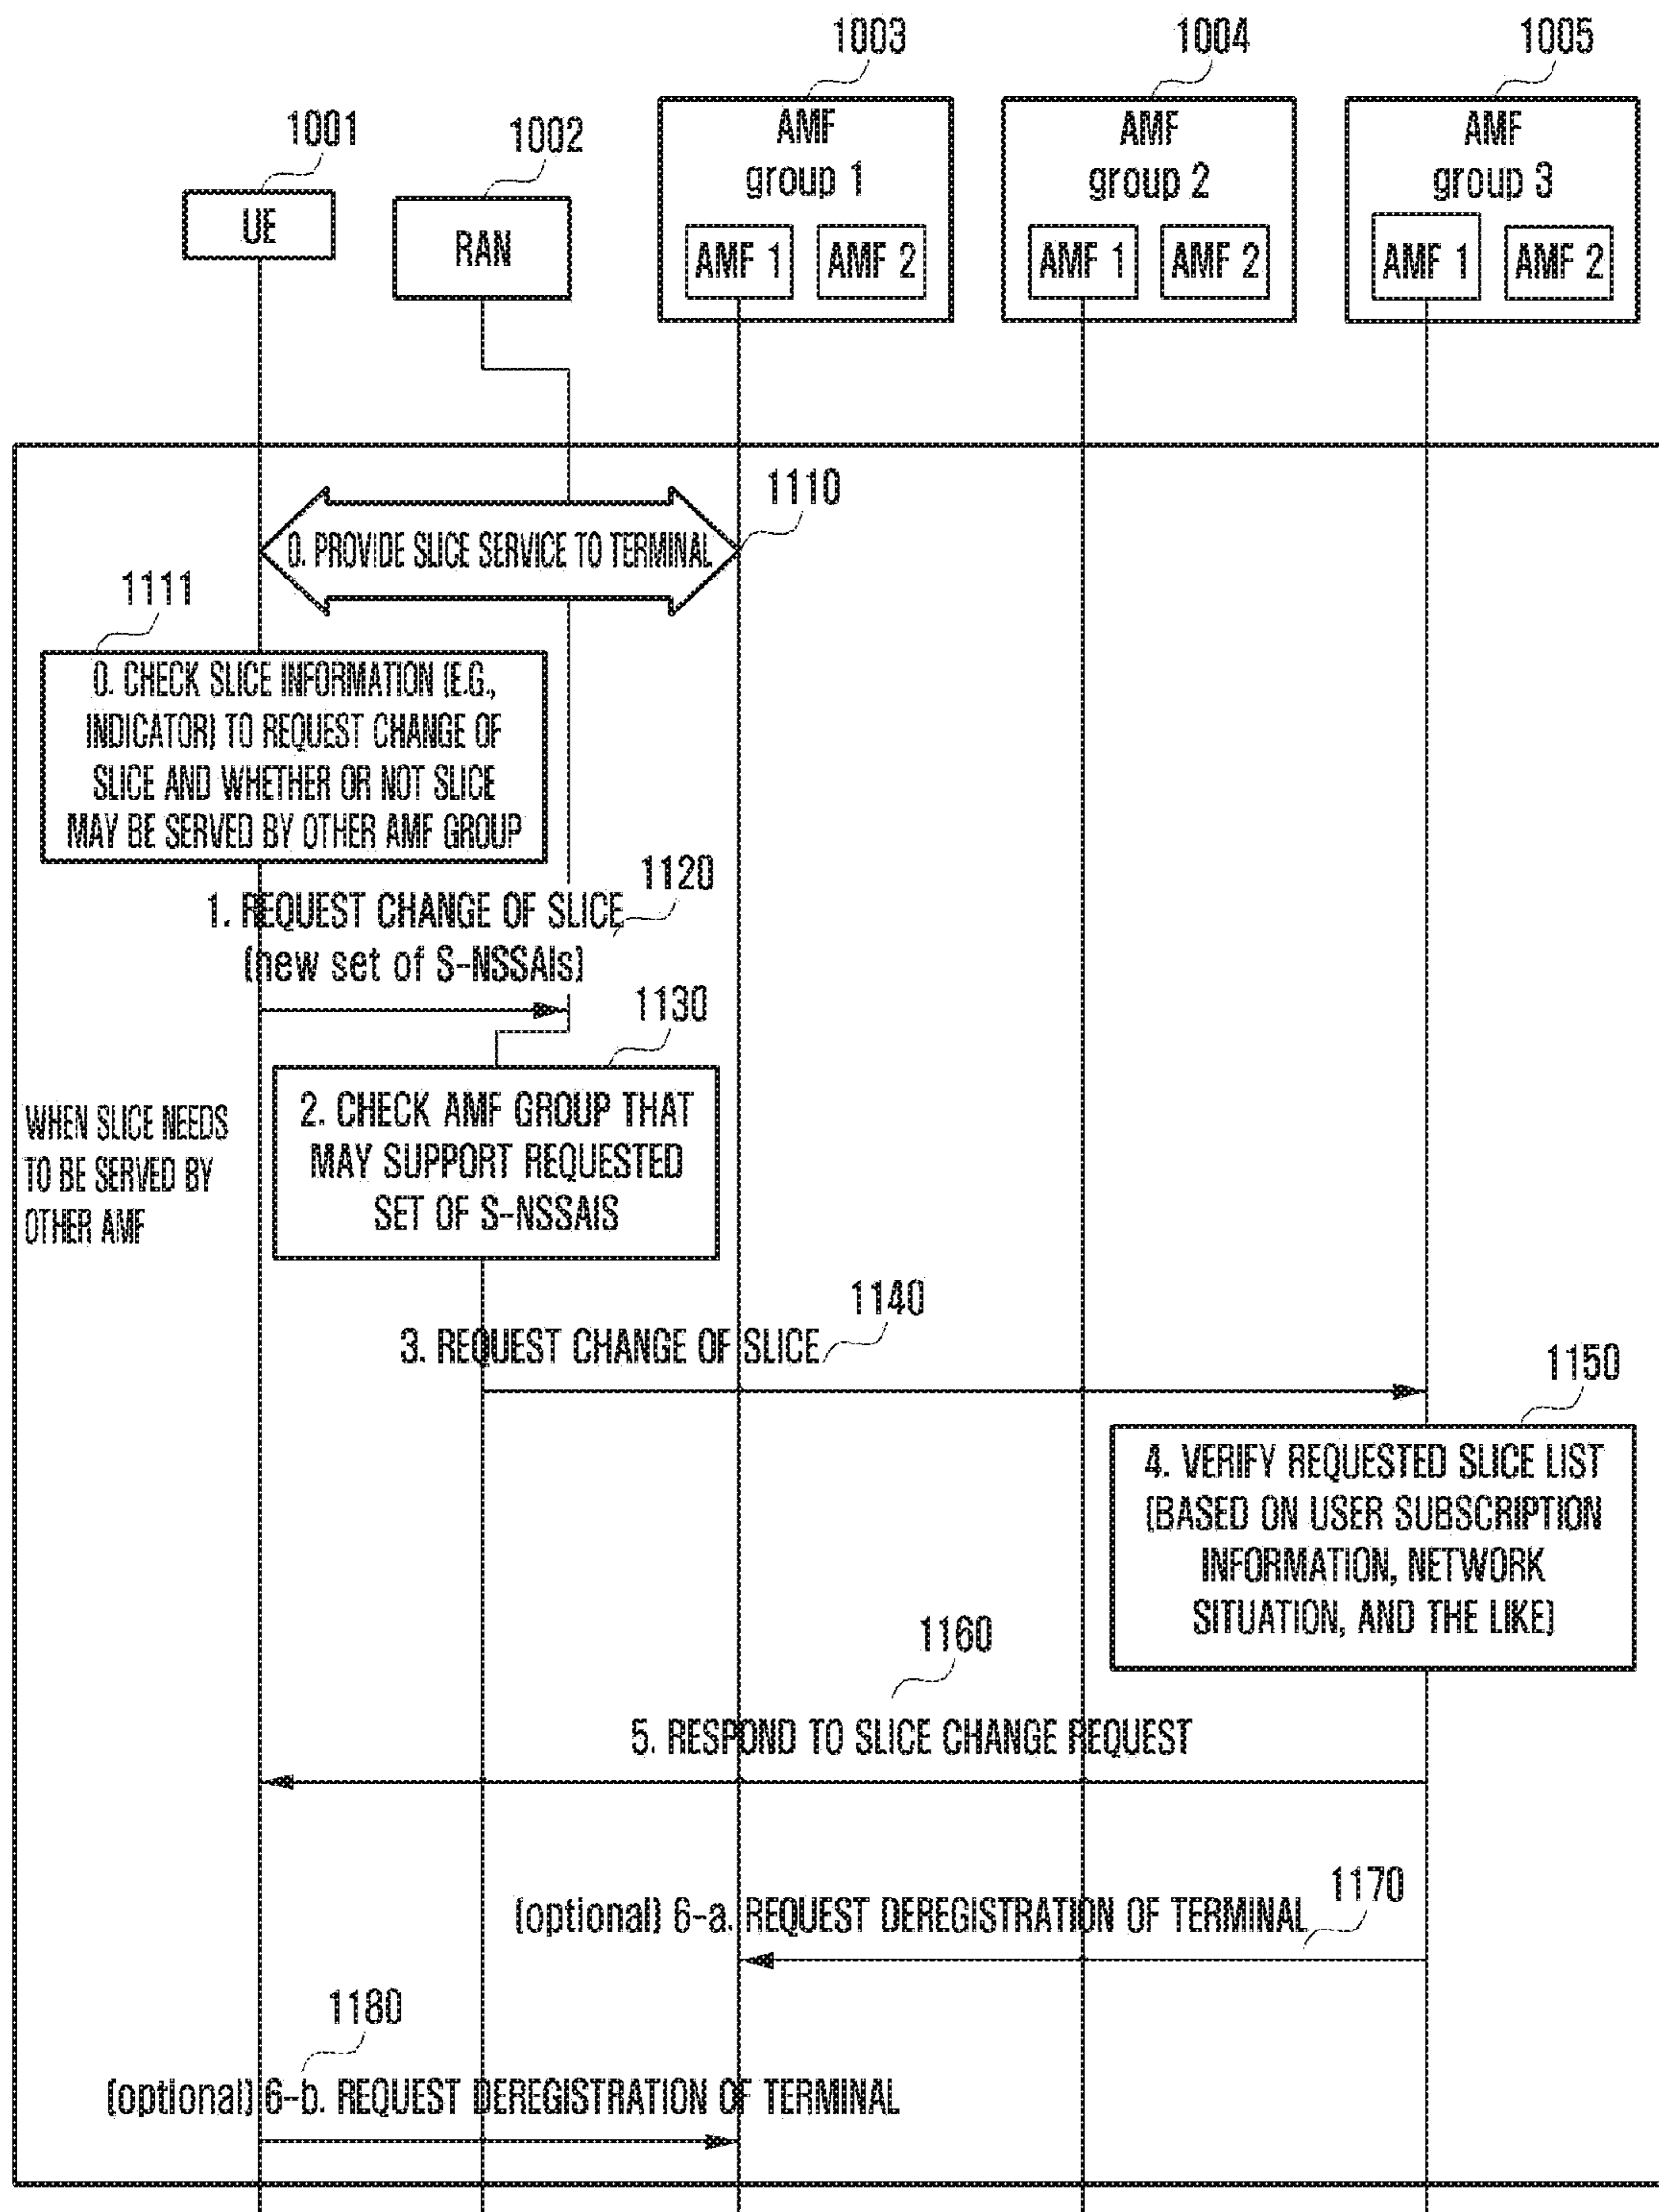 1003
1004
1005
1001
1002
AMF
group 1
AMF
group 2
AMF
group 3
UE
RAN
AMF 1
AMF 2
AMF 1
AMF 2
AMF 1
AMF 2
1110
0. PROVIDE SLICE SERVICE TO TERMINAL
1111
0. CHECK SLICE INFORMATION (E.G.,
INDICATOR) TO REQUEST CHANGE OF
SLICE AND WHETHER OR NOT SLICE
MAY BE SERVED BY OTHER AMF GROUP
1120
1. REQUEST CHANGE OF SLICE
(new set of S-NSSAIs)
1130
2. CHECK AMF GROUP THAT
MAY SUPPORT REQUESTED
SET OF S-NSSAIS
WHEN SLICE NEEDS
TO BE SERVED BY
OTHER AMF
1140
3. REQUEST CHANGE OF SLICE
1150
4. VERIFY REQUESTED SLICE LIST
(BASED ON USER SUBSCRIPTION
INFORMATION, NETWORK
SITUATION, AND THE LIKE)
1160
5. RESPOND TO SLICE CHANGE REQUEST
1170
(optional) 6-a. REQUEST DEREGISTRATION OF TERMINAL
1180
(optional) 6-b. REQUEST DEREGISTRATION OF TERMINAL